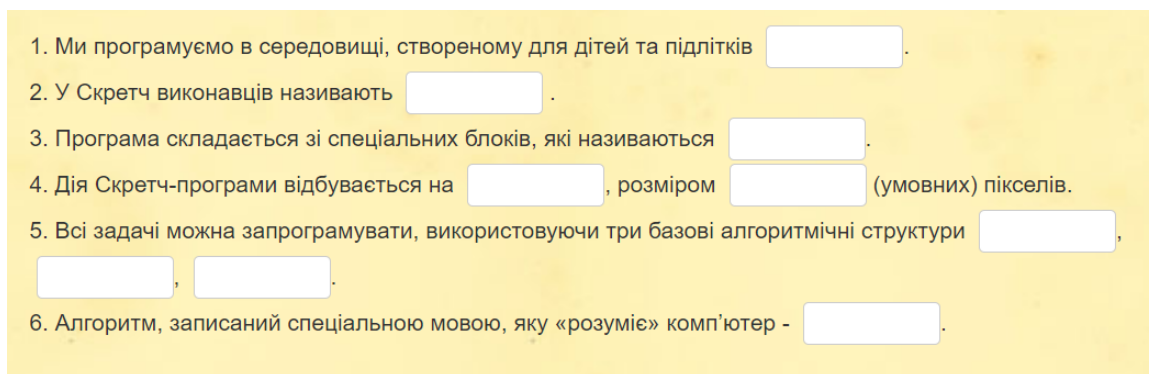 1. Ми програмуємо в середовищі, створеному для дітей та підлітків .
2. У Скретч виконавців називають .
3. Програма складається зі спеціальних блоків, які називаються .
4. Дія Скретч-програми відбувається на , розміром (умовних) пікселів.
5. Всі задачі можна запрограмувати, використовуючи три базові алгоритмічні структури ,
, .
6. Алгоритм, записаний спеціальною мовою, яку «розуміє» комп’ютер - .